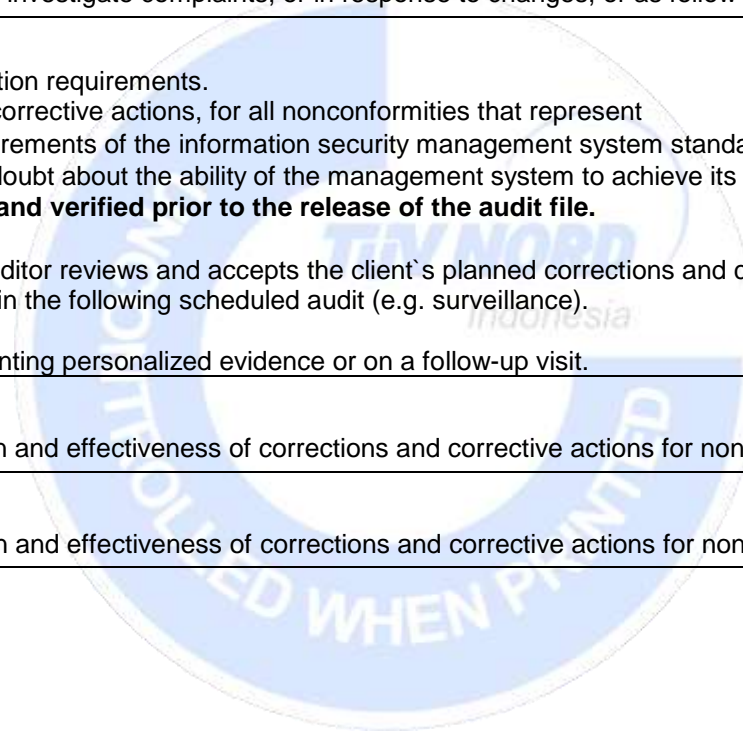 investigate complaints, or in response to changes, or as follow
tion requirements.
corrective actions, for all nonconformities that represent
rements of the information security management system standa
doubt about the ability of the management system to achieve its
and verified prior to the release of the audit file.
ditor reviews and accepts the client`s planned corrections and c
in the following scheduled audit (e.g. surveillance).
nting personalized evidence or on a follow-up visit.
n and effectiveness of corrections and corrective actions for non
n and effectiveness of corrections and corrective actions for non
TÜV NORD
Indonesia
WHEN PRINTED